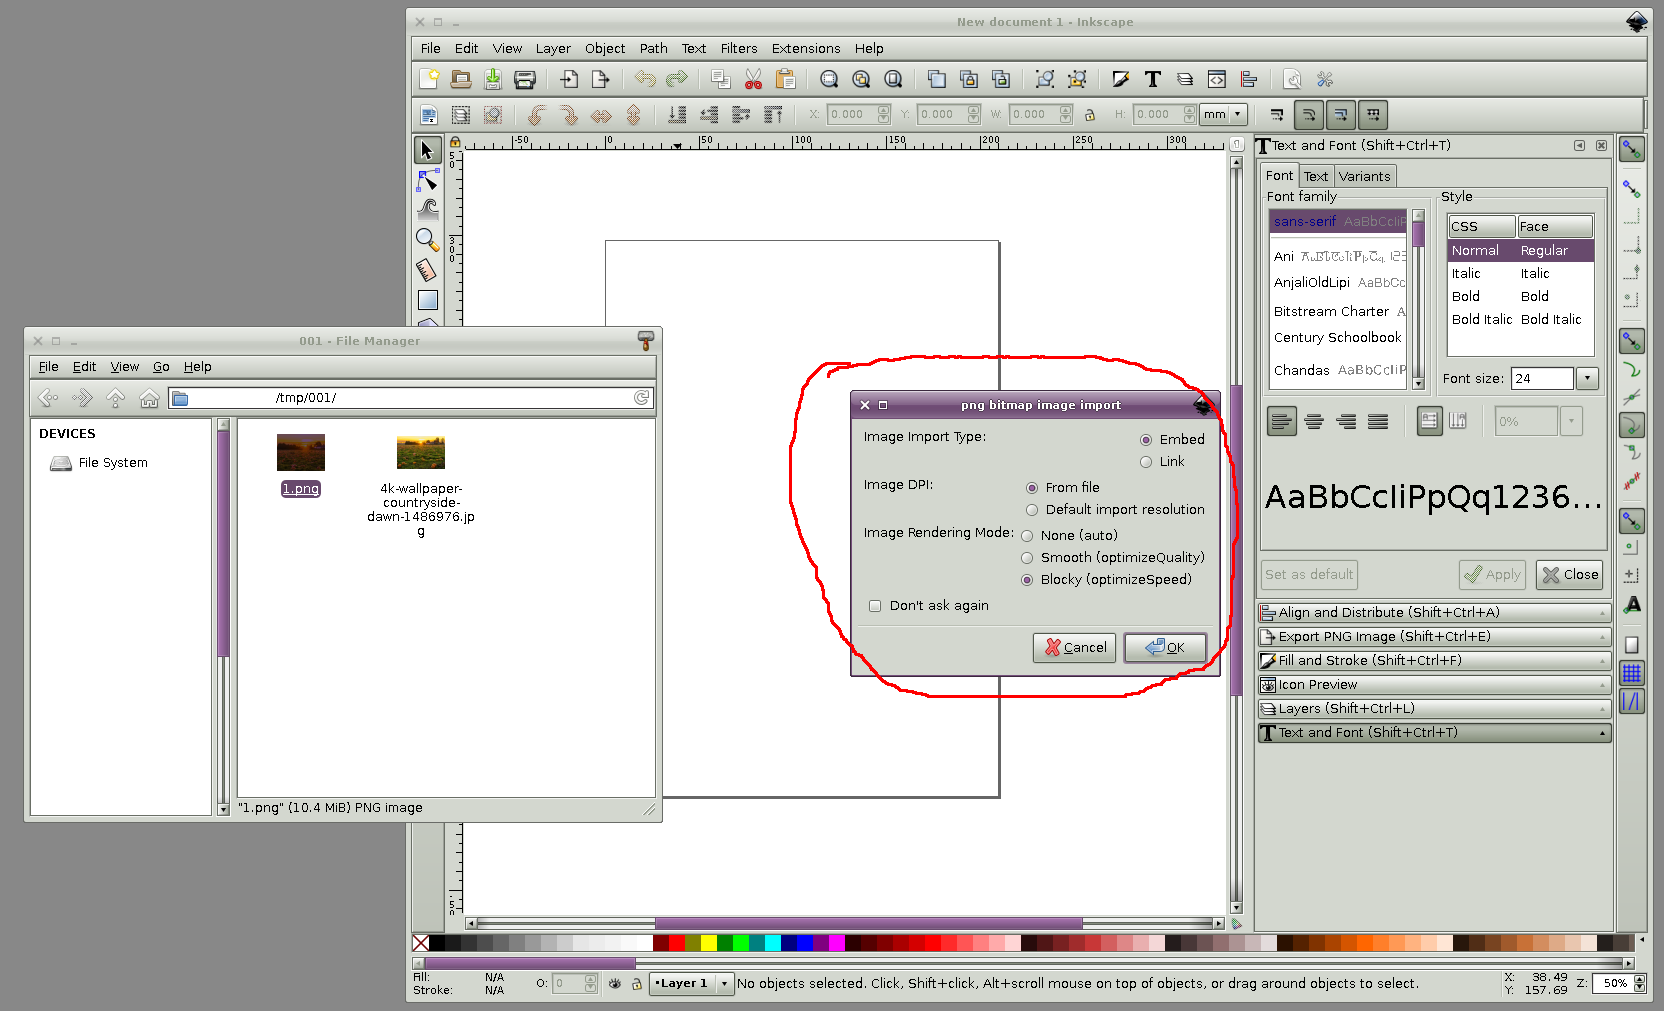 New document 1 - Inkscape
File Edit View Layer Object Path Text Filters Extensions Help
X: 0.000 Y: 0.000 W: 0.000 H: 0.000 mm
-50 0 50 100 150 200 250 300
Text and Font (Shift+Ctrl+T)
Font Text Variants
Font family
sans-serif AaBbCcIiP
Ani
AnjaliOldLipi AaBbCc
Bitstream Charter A
Century Schoolbook
Chandas AaBbCcIiP
Style
CSS Face
Normal Regular
Italic Italic
Bold Bold
Bold Italic Bold Italic
Font size: 24
0%
AaBbCcIiPpQq1236...
Set as default Apply Close
Align and Distribute (Shift+Ctrl+A)
Export PNG Image (Shift+Ctrl+E)
Fill and Stroke (Shift+Ctrl+F)
Icon Preview
Layers (Shift+Ctrl+L)
Text and Font (Shift+Ctrl+T)
001 - File Manager
File Edit View Go Help
/tmp/001/
DEVICES
File System
1.png
4k-wallpaper-
countryside-
dawn-1486976.jp
g
"1.png" (10.4 MiB) PNG image
png bitmap image import
Image Import Type:
Embed
Link
Image DPI:
From file
Default import resolution
Image Rendering Mode:
None (auto)
Smooth (optimizeQuality)
Blocky (optimizeSpeed)
Don't ask again
Cancel OK
Fill: N/A
Stroke: N/A
O: 0
•Layer 1
No objects selected. Click, Shift+click, Alt+scroll mouse on top of objects, or drag around objects to select.
X: 38.49
Y: 157.69
Z: 50%